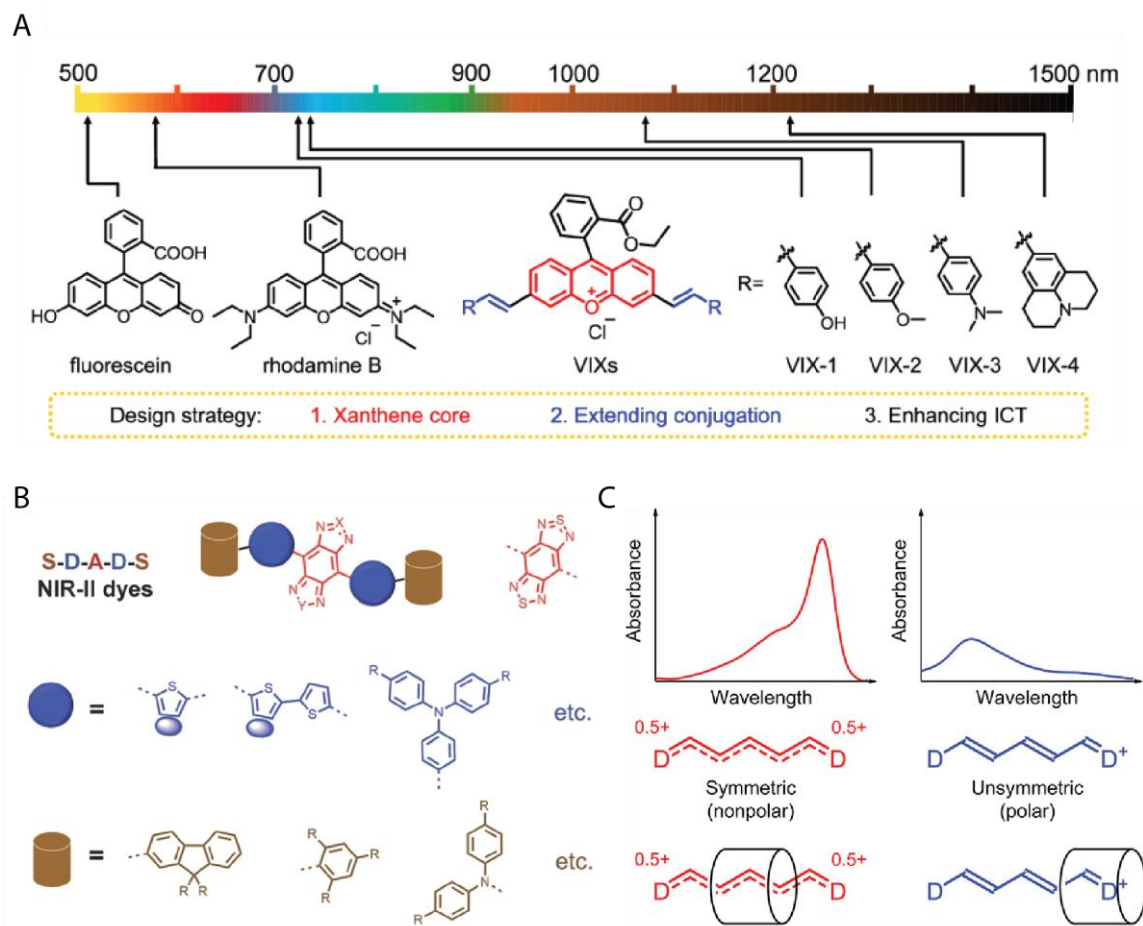 A
500 700 900 1000 1200 1500 nm
COOH
HO O O
fluorescein
COOH
N O N+
Cl−
rhodamine B
O
O
R O+ R
Cl−
VIXs
R=
OH
VIX-1
O
VIX-2
N
VIX-3
N
VIX-4
Design strategy: 1. Xanthene core 2. Extending conjugation 3. Enhancing ICT
B
S-D-A-D-S
NIR-II dyes
N X N
N Y N
N S N
N S N
= S S S R R N etc.
= R R R R R R R N etc.
C
Absorbance
Wavelength
Absorbance
Wavelength
0.5+ 0.5+
D D
Symmetric
(nonpolar)
D D+
Unsymmetric
(polar)
0.5+ 0.5+
D D
D D+